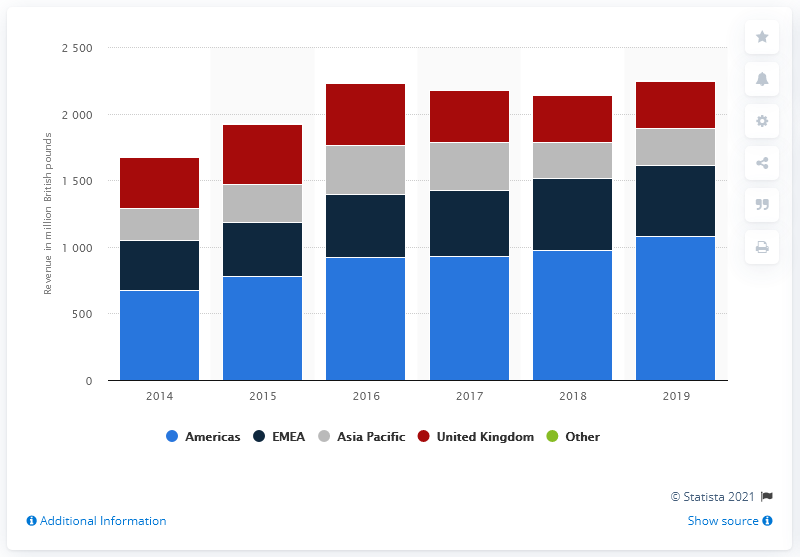 2 500
2 000
1 500
1 000
500
0
Revenue in million British pounds
2014 2015 2016 2017 2018 2019
Americas EMEA Asia Pacific United Kingdom Other
© Statista 2021
Additional Information
Show source